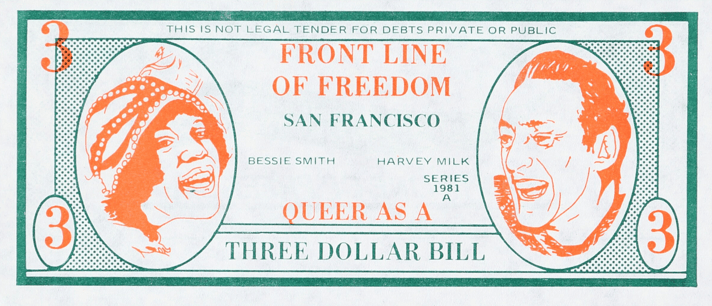 THIS IS NOT LEGAL TENDER FOR DEBTS PRIVATE OR PUBLIC
3 3
FRONT LINE
OF FREEDOM
SAN FRANCISCO
BESSIE SMITH HARVEY MILK
SERIES
1981
A
QUEER AS A
3 3
THREE DOLLAR BILL